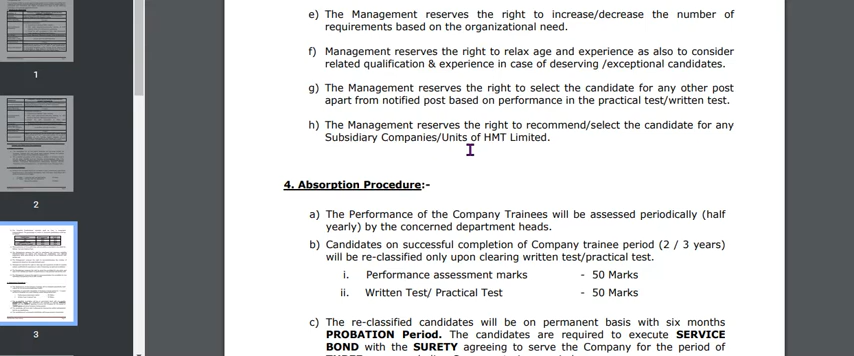 e) The Management reserves the right to increase/decrease the number of
requirements based on the organizational need.
f) Management reserves the right to relax age and experience as also to consider
related qualification & experience in case of deserving /exceptional candidates.
g) The Management reserves the right to select the candidate for any other post
apart from notified post based on performance in the practical test/written test.
h) The Management reserves the right to recommend/select the candidate for any
Subsidiary Companies/Units of HMT Limited.
4. Absorption Procedure:-
a) The Performance of the Company Trainees will be assessed periodically (half
yearly) by the concerned department heads.
b) Candidates on successful completion of Company trainee period (2 / 3 years)
will be re-classified only upon clearing written test/practical test.
i. Performance assessment marks - 50 Marks
ii. Written Test/ Practical Test - 50 Marks
c) The re-classified candidates will be on permanent basis with six months
PROBATION Period. The candidates are required to execute SERVICE
BOND with the SURETY agreeing to serve the Company for the period of
1
2
3